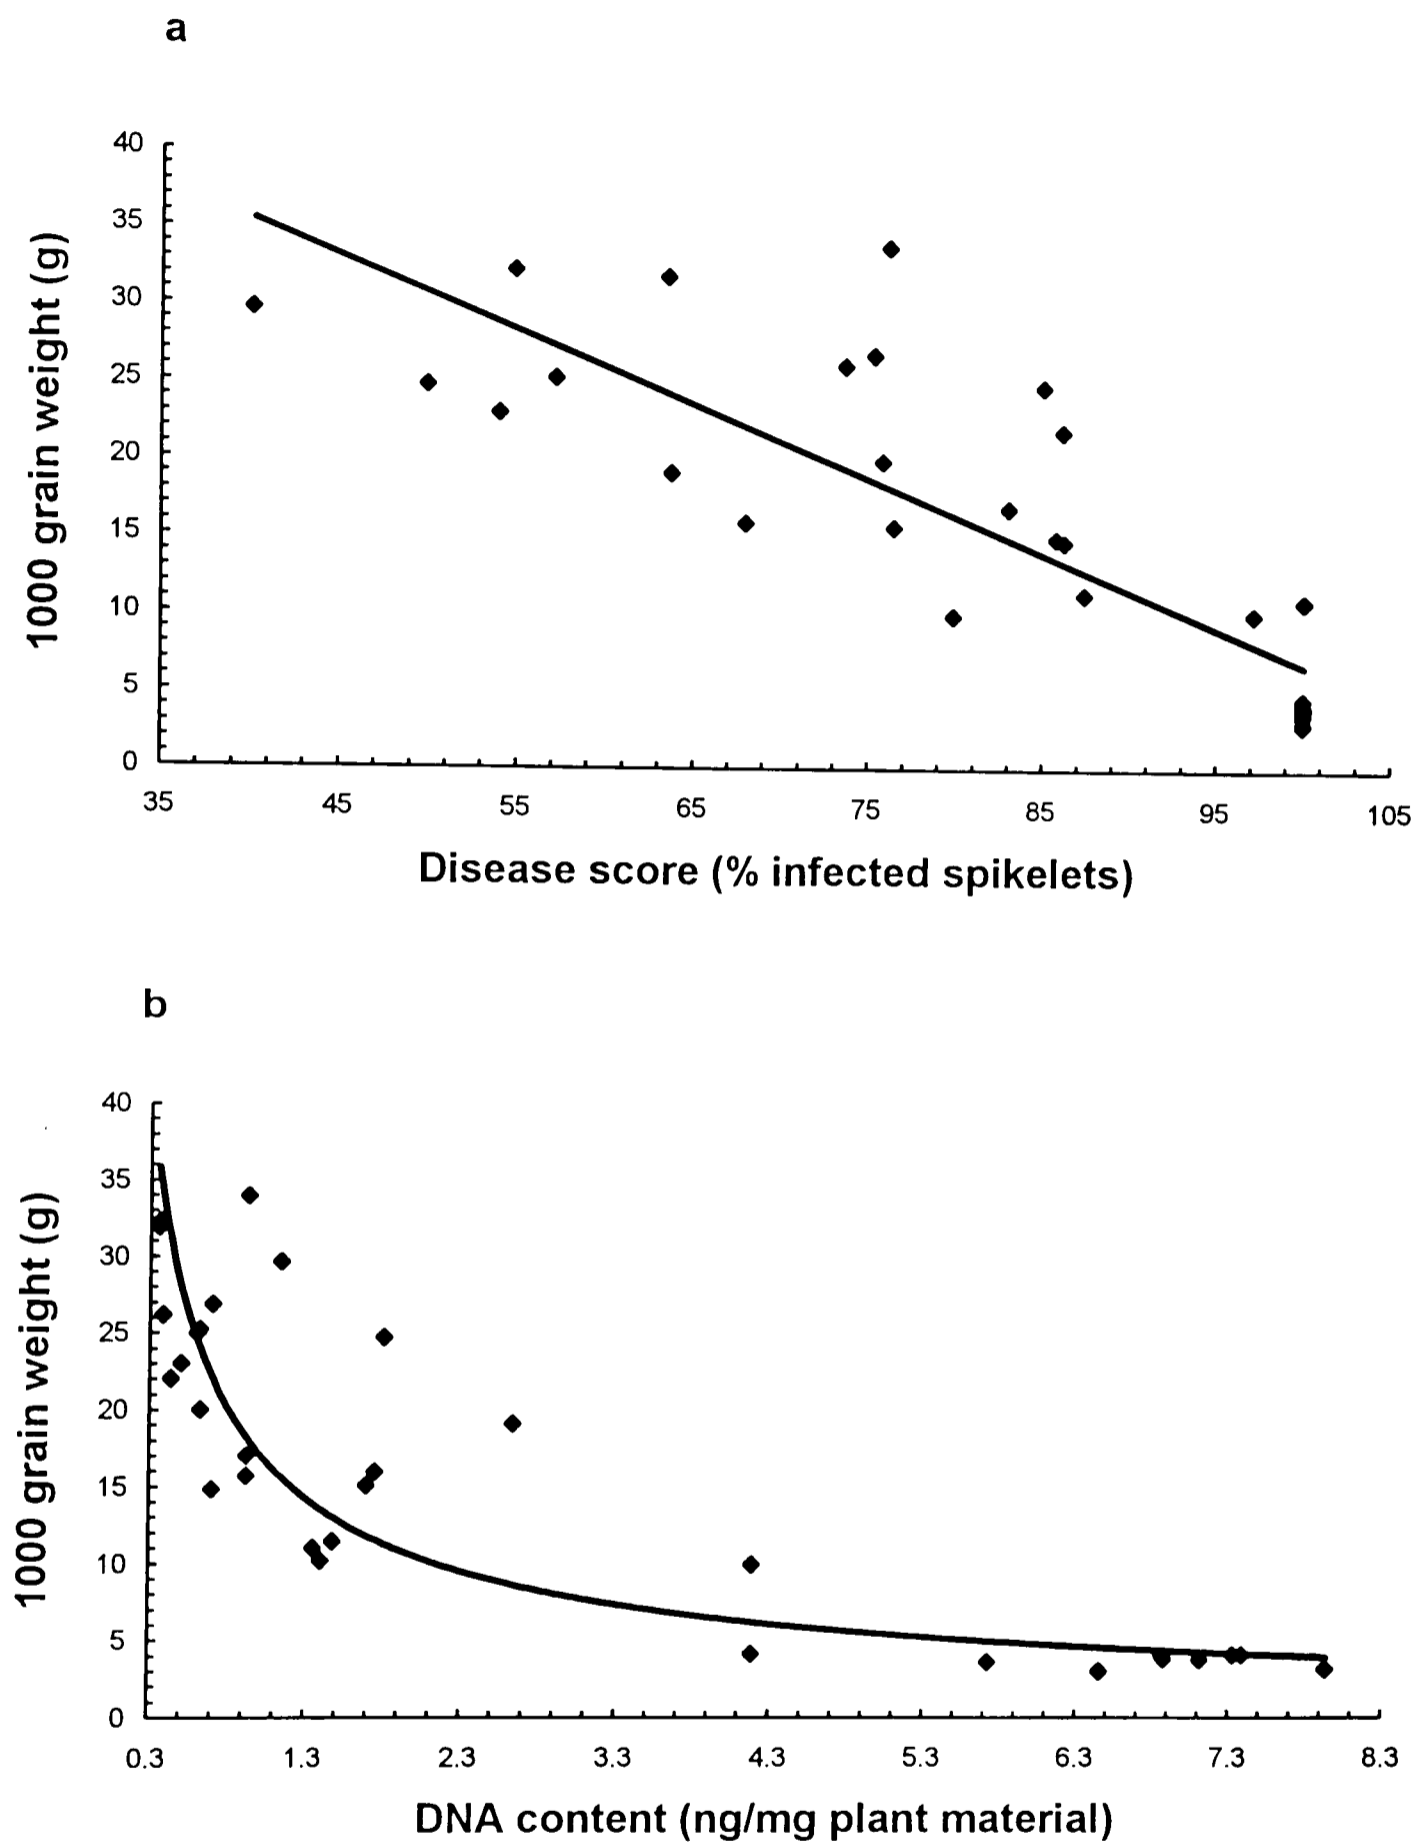 a
40
35
30
25
20
15
10
5
0
1000 grain weight (g)
35 45 55 65 75 85 95 105
Disease score (% infected spikelets)
b
40
35
30
25
20
15
10
5
0
1000 grain weight (g)
0.3 1.3 2.3 3.3 4.3 5.3 6.3 7.3 8.3
DNA content (ng/mg plant material)